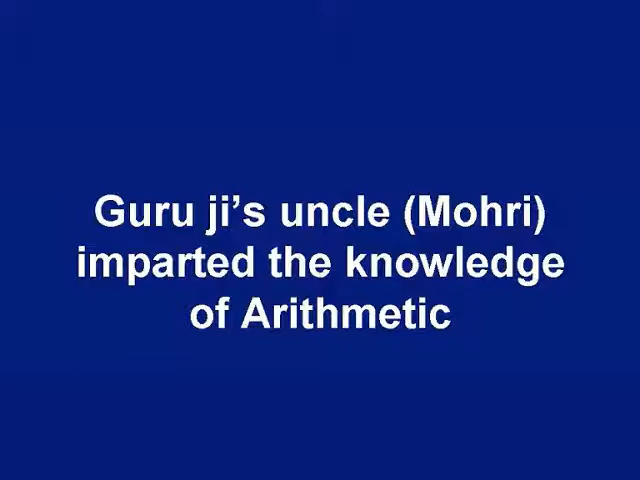 Guru ji’s uncle (Mohri)
imparted the knowledge
of Arithmetic